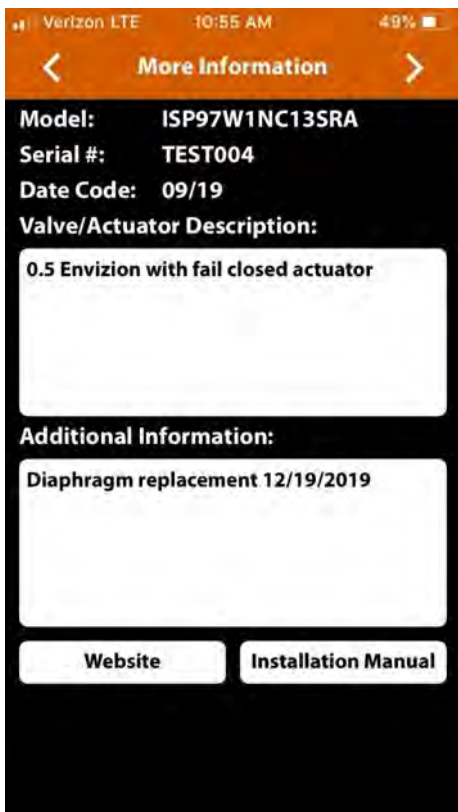 Verizon LTE 10:55 AM 49%
More Information
Model: ISP97W1NC13SRA
Serial #: TEST004
Date Code: 09/19
Valve/Actuator Description:
0.5 Envizion with fail closed actuator
Additional Information:
Diaphragm replacement 12/19/2019
Website Installation Manual